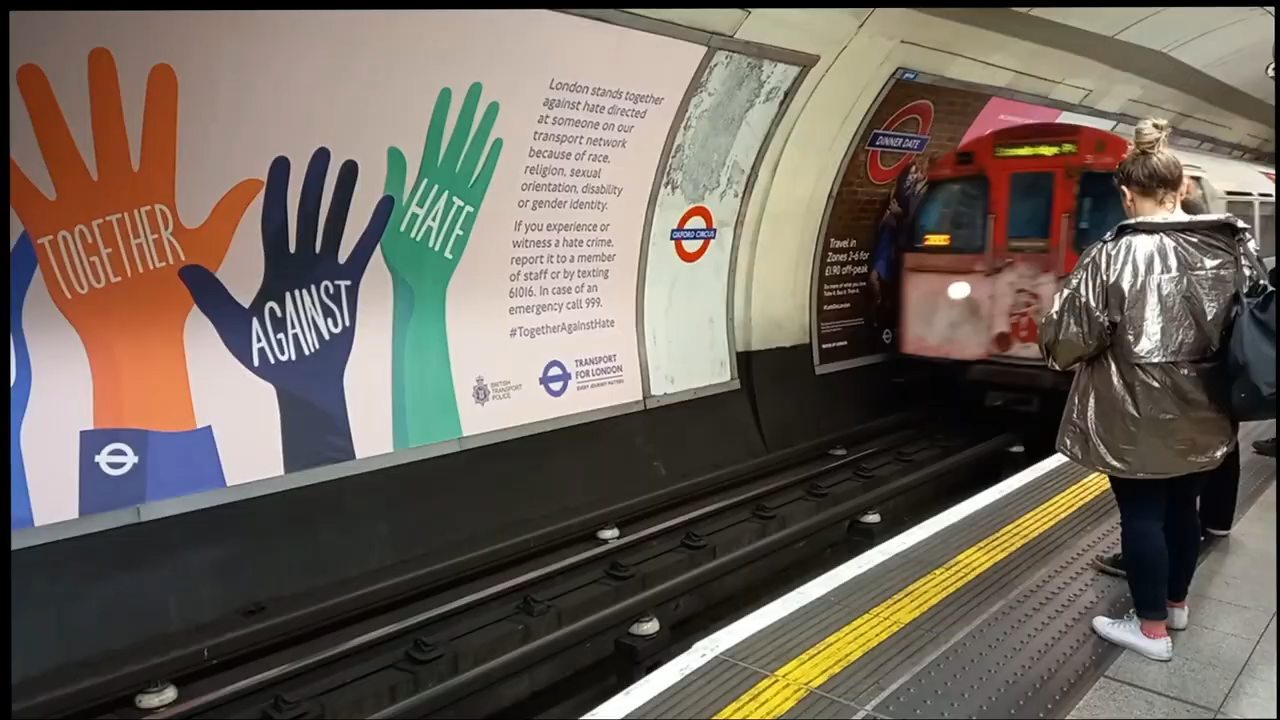 TOGETHER
AGAINST
HATE
London stands together
against hate directed
at someone on our
transport network
because of race,
religion, sexual
orientation, disability
or gender identity.
If you experience or
witness a hate crime,
report it to a member
of staff or by texting
61016. In case of an
emergency call 999.
#TogetherAgainstHate
BRITISH
TRANSPORT
POLICE
TRANSPORT
FOR LONDON
EVERY JOURNEY MATTERS
OXFORD CIRCUS
DINNER DATE
Travel in
Zones 2-6 for
£1.90 off-peak